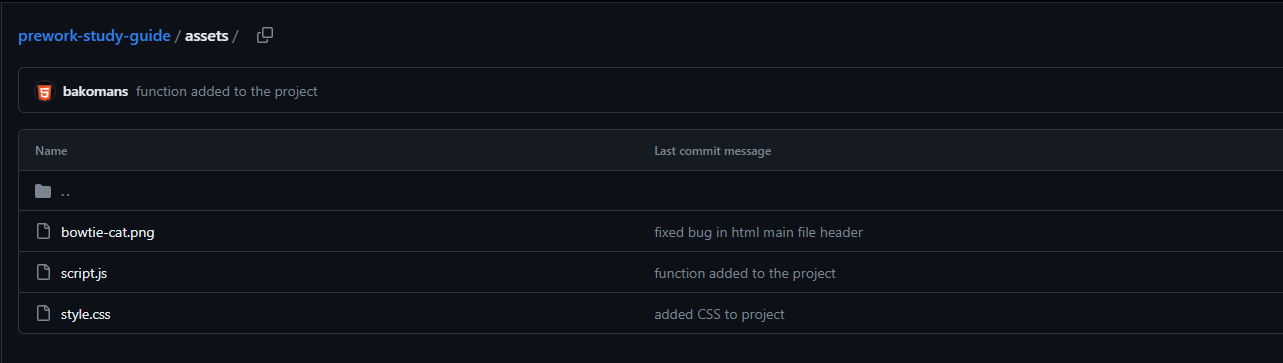 prework-study-guide / assets /
bakomans function added to the project
Name Last commit message
..
bowtie-cat.png fixed bug in html main file header
script.js function added to the project
style.css added CSS to project